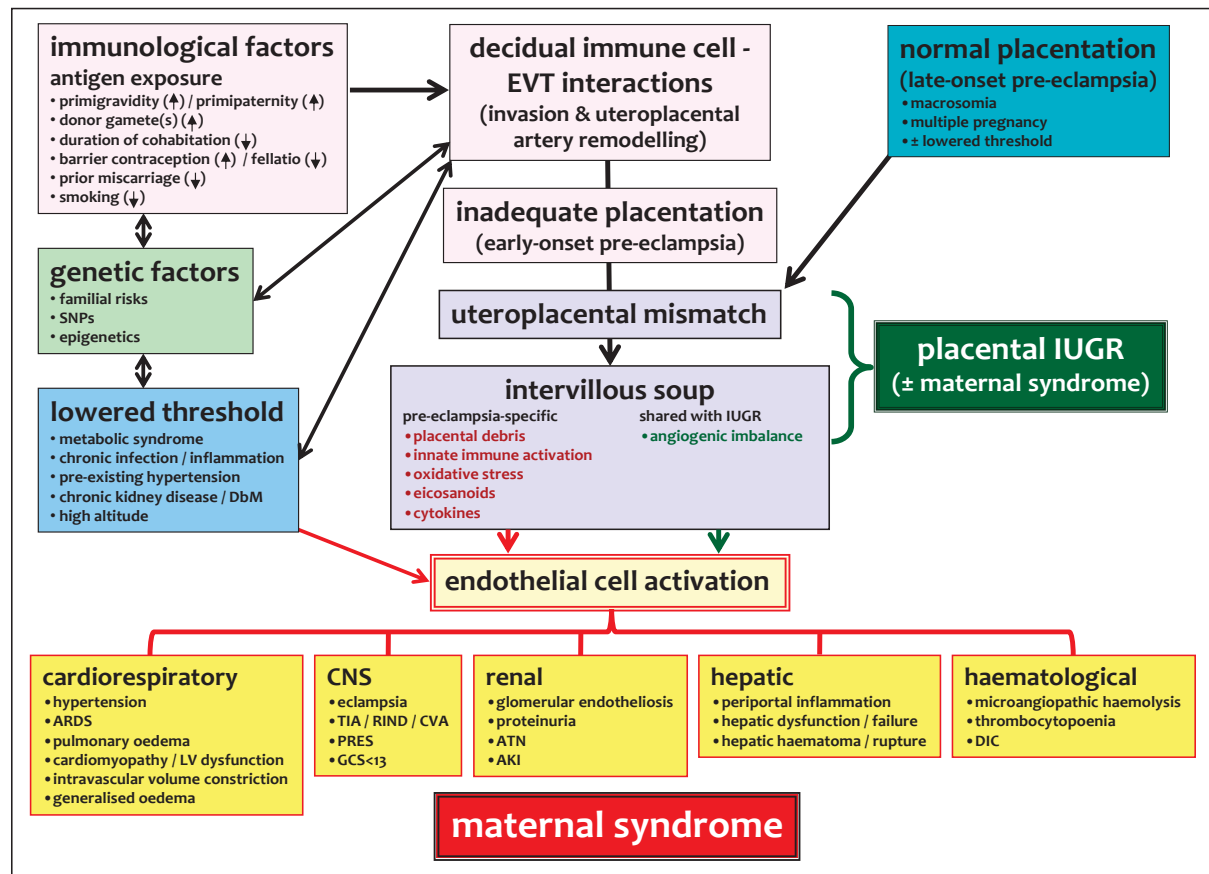 immunological factors
antigen exposure
• primigravidity (↑) / primipaternity (↑)
• donor gamete(s) (↑)
• duration of cohabitation (↓)
• barrier contraception (↑) / fellatio (↓)
• prior miscarriage (↓)
• smoking (↓)
genetic factors
• familial risks
• SNPs
• epigenetics
lowered threshold
• metabolic syndrome
• chronic infection / inflammation
• pre-existing hypertension
• chronic kidney disease / DbM
• high altitude
decidual immune cell -
EVT interactions
(invasion & uteroplacental
artery remodelling)
inadequate placentation
(early-onset pre-eclampsia)
normal placentation
(late-onset pre-eclampsia)
• macrosomia
• multiple pregnancy
• ± lowered threshold
uteroplacental mismatch
intervillous soup
pre-eclampsia-specific
• placental debris
• innate immune activation
• oxidative stress
• eicosanoids
• cytokines
shared with IUGR
• angiogenic imbalance
placental IUGR
(± maternal syndrome)
endothelial cell activation
cardiorespiratory
• hypertension
• ARDS
• pulmonary oedema
• cardiomyopathy / LV dysfunction
• intravascular volume constriction
• generalised oedema
CNS
• eclampsia
• TIA / RIND / CVA
• PRES
• GCS<13
renal
• glomerular endotheliosis
• proteinuria
• ATN
• AKI
hepatic
• periportal inflammation
• hepatic dysfunction / failure
• hepatic haematoma / rupture
haematological
• microangiopathic haemolysis
• thrombocytopoenia
• DIC
maternal syndrome